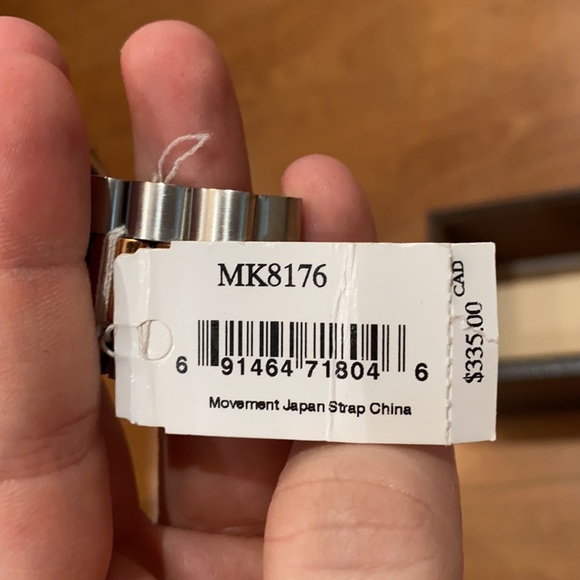 MK8176
6 91464 71804 6
Movement Japan Strap China
$335.00 CAD